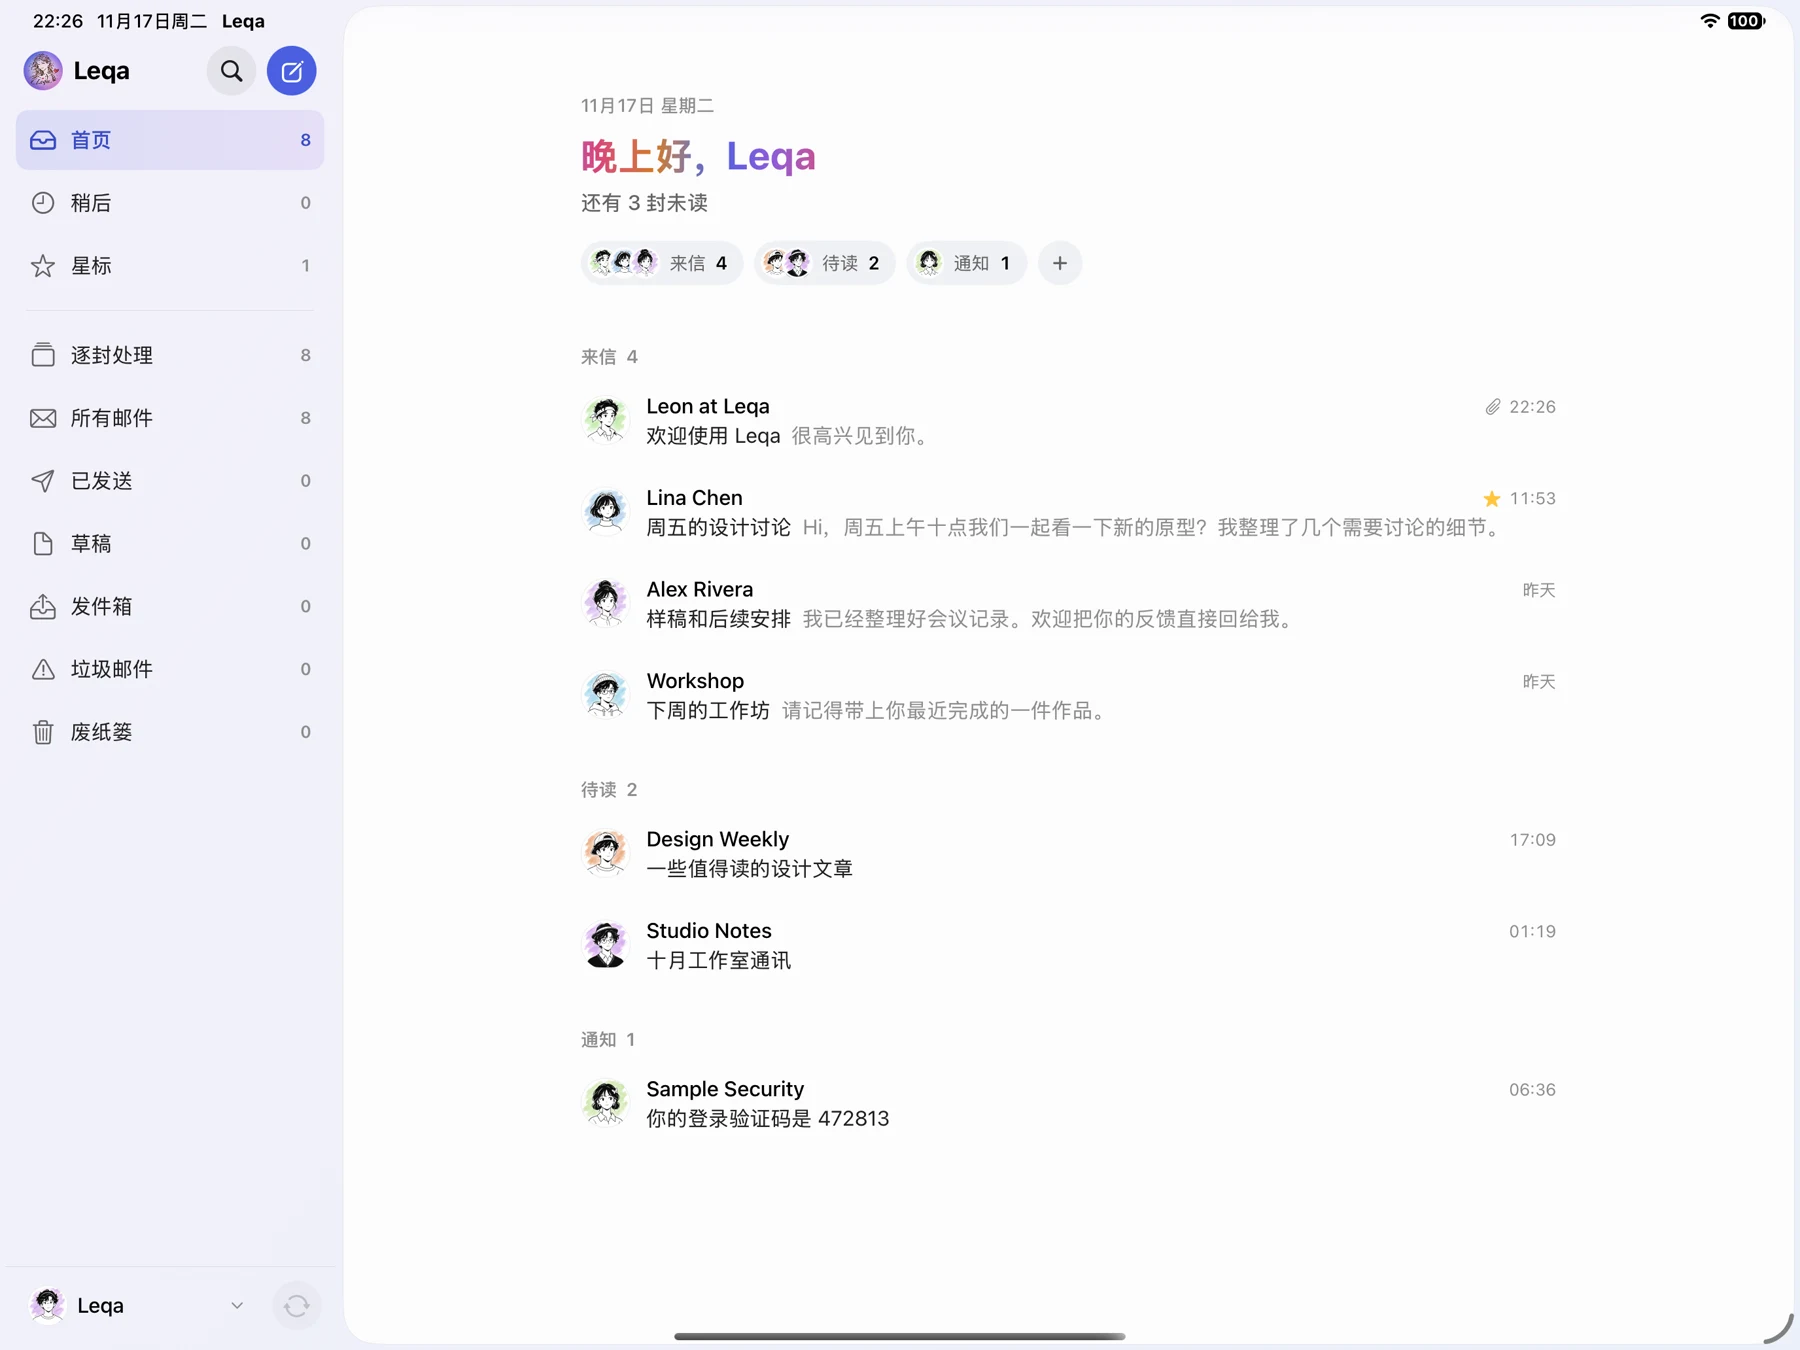 22:26 11月17日周二 Leqa
100
Leqa
首页 8
稍后 0
星标 1
逐封处理 8
所有邮件 8
已发送 0
草稿 0
发件箱 0
垃圾邮件 0
废纸篓 0
Leqa
11月17日 星期二
晚上好，Leqa
还有 3 封未读
来信 4 待读 2 通知 1 +
来信 4
Leon at Leqa 22:26
欢迎使用 Leqa 很高兴见到你。
Lina Chen 11:53
周五的设计讨论 Hi，周五上午十点我们一起看一下新的原型？我整理了几个需要讨论的细节。
Alex Rivera 昨天
样稿和后续安排 我已经整理好会议记录。欢迎把你的反馈直接回给我。
Workshop 昨天
下周的工作坊 请记得带上你最近完成的一件作品。
待读 2
Design Weekly 17:09
一些值得读的设计文章
Studio Notes 01:19
十月工作室通讯
通知 1
Sample Security 06:36
你的登录验证码是 472813